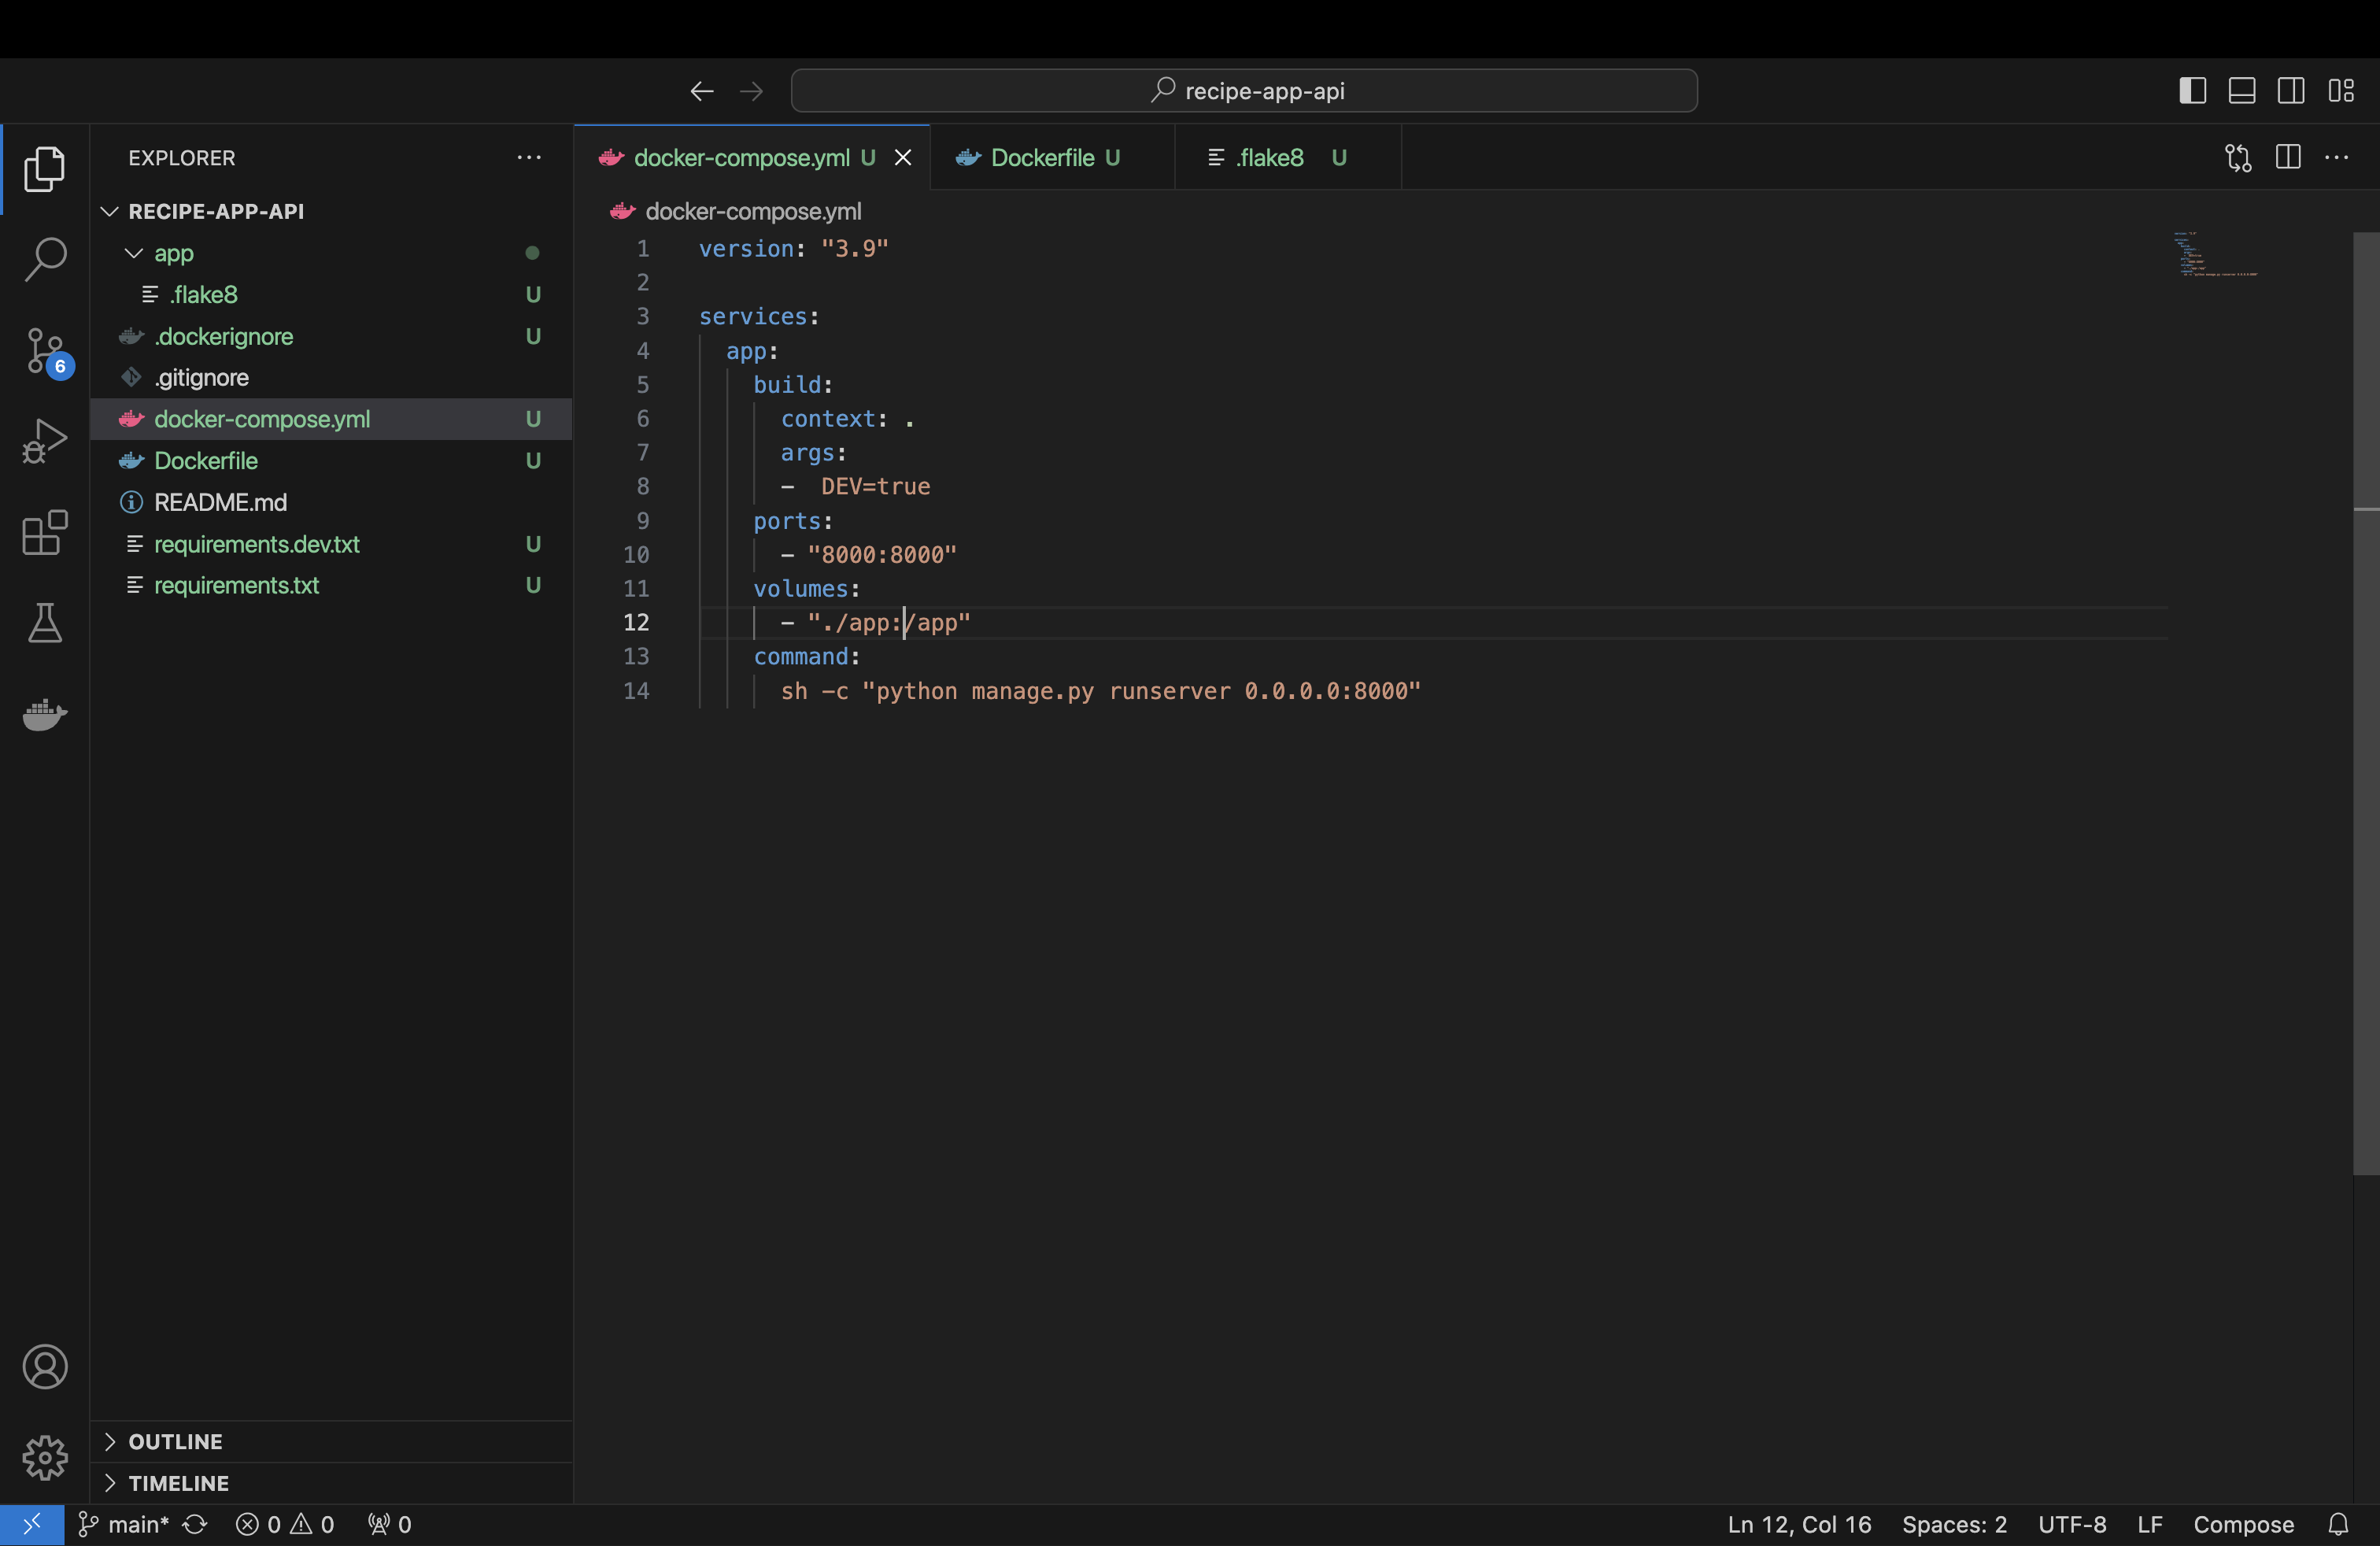 recipe-app-api
EXPLORER
RECIPE-APP-API
app
.flake8 U
.dockerignore U
.gitignore
docker-compose.yml U
Dockerfile U
README.md
requirements.dev.txt U
requirements.txt U
6
OUTLINE
TIMELINE
docker-compose.yml U
Dockerfile U
.flake8 U
docker-compose.yml
1 version: "3.9"
2
3 services:
4   app:
5     build:
6       context: .
7       args:
8       -  DEV=true
9     ports:
10       - "8000:8000"
11     volumes:
12       - "./app:/app"
13     command:
14       sh -c "python manage.py runserver 0.0.0.0:8000"
main* 0 0 0 Ln 12, Col 16 Spaces: 2 UTF-8 LF Compose